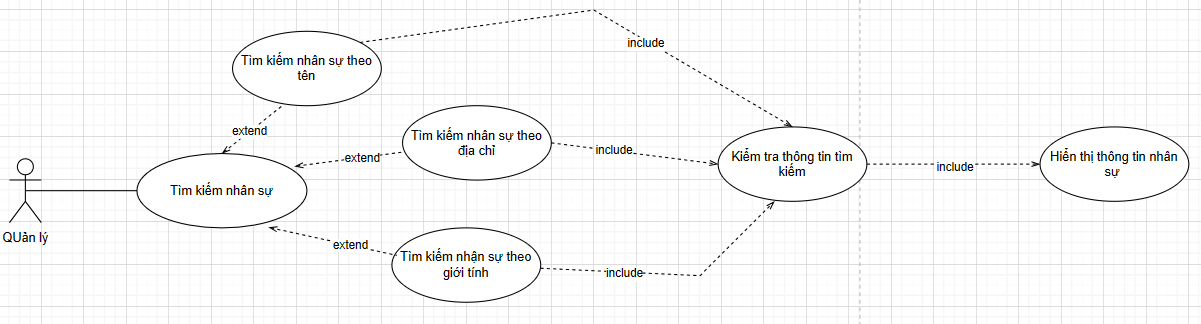 Tìm kiếm nhân sự theo
tên
include
extend
Tìm kiếm nhân sự theo
địa chỉ
extend
include
Kiểm tra thông tin tìm
kiếm
include
Hiển thị thông tin nhân
sự
Tìm kiếm nhân sự
QUản lý
extend
Tìm kiếm nhận sự theo
giới tính
include